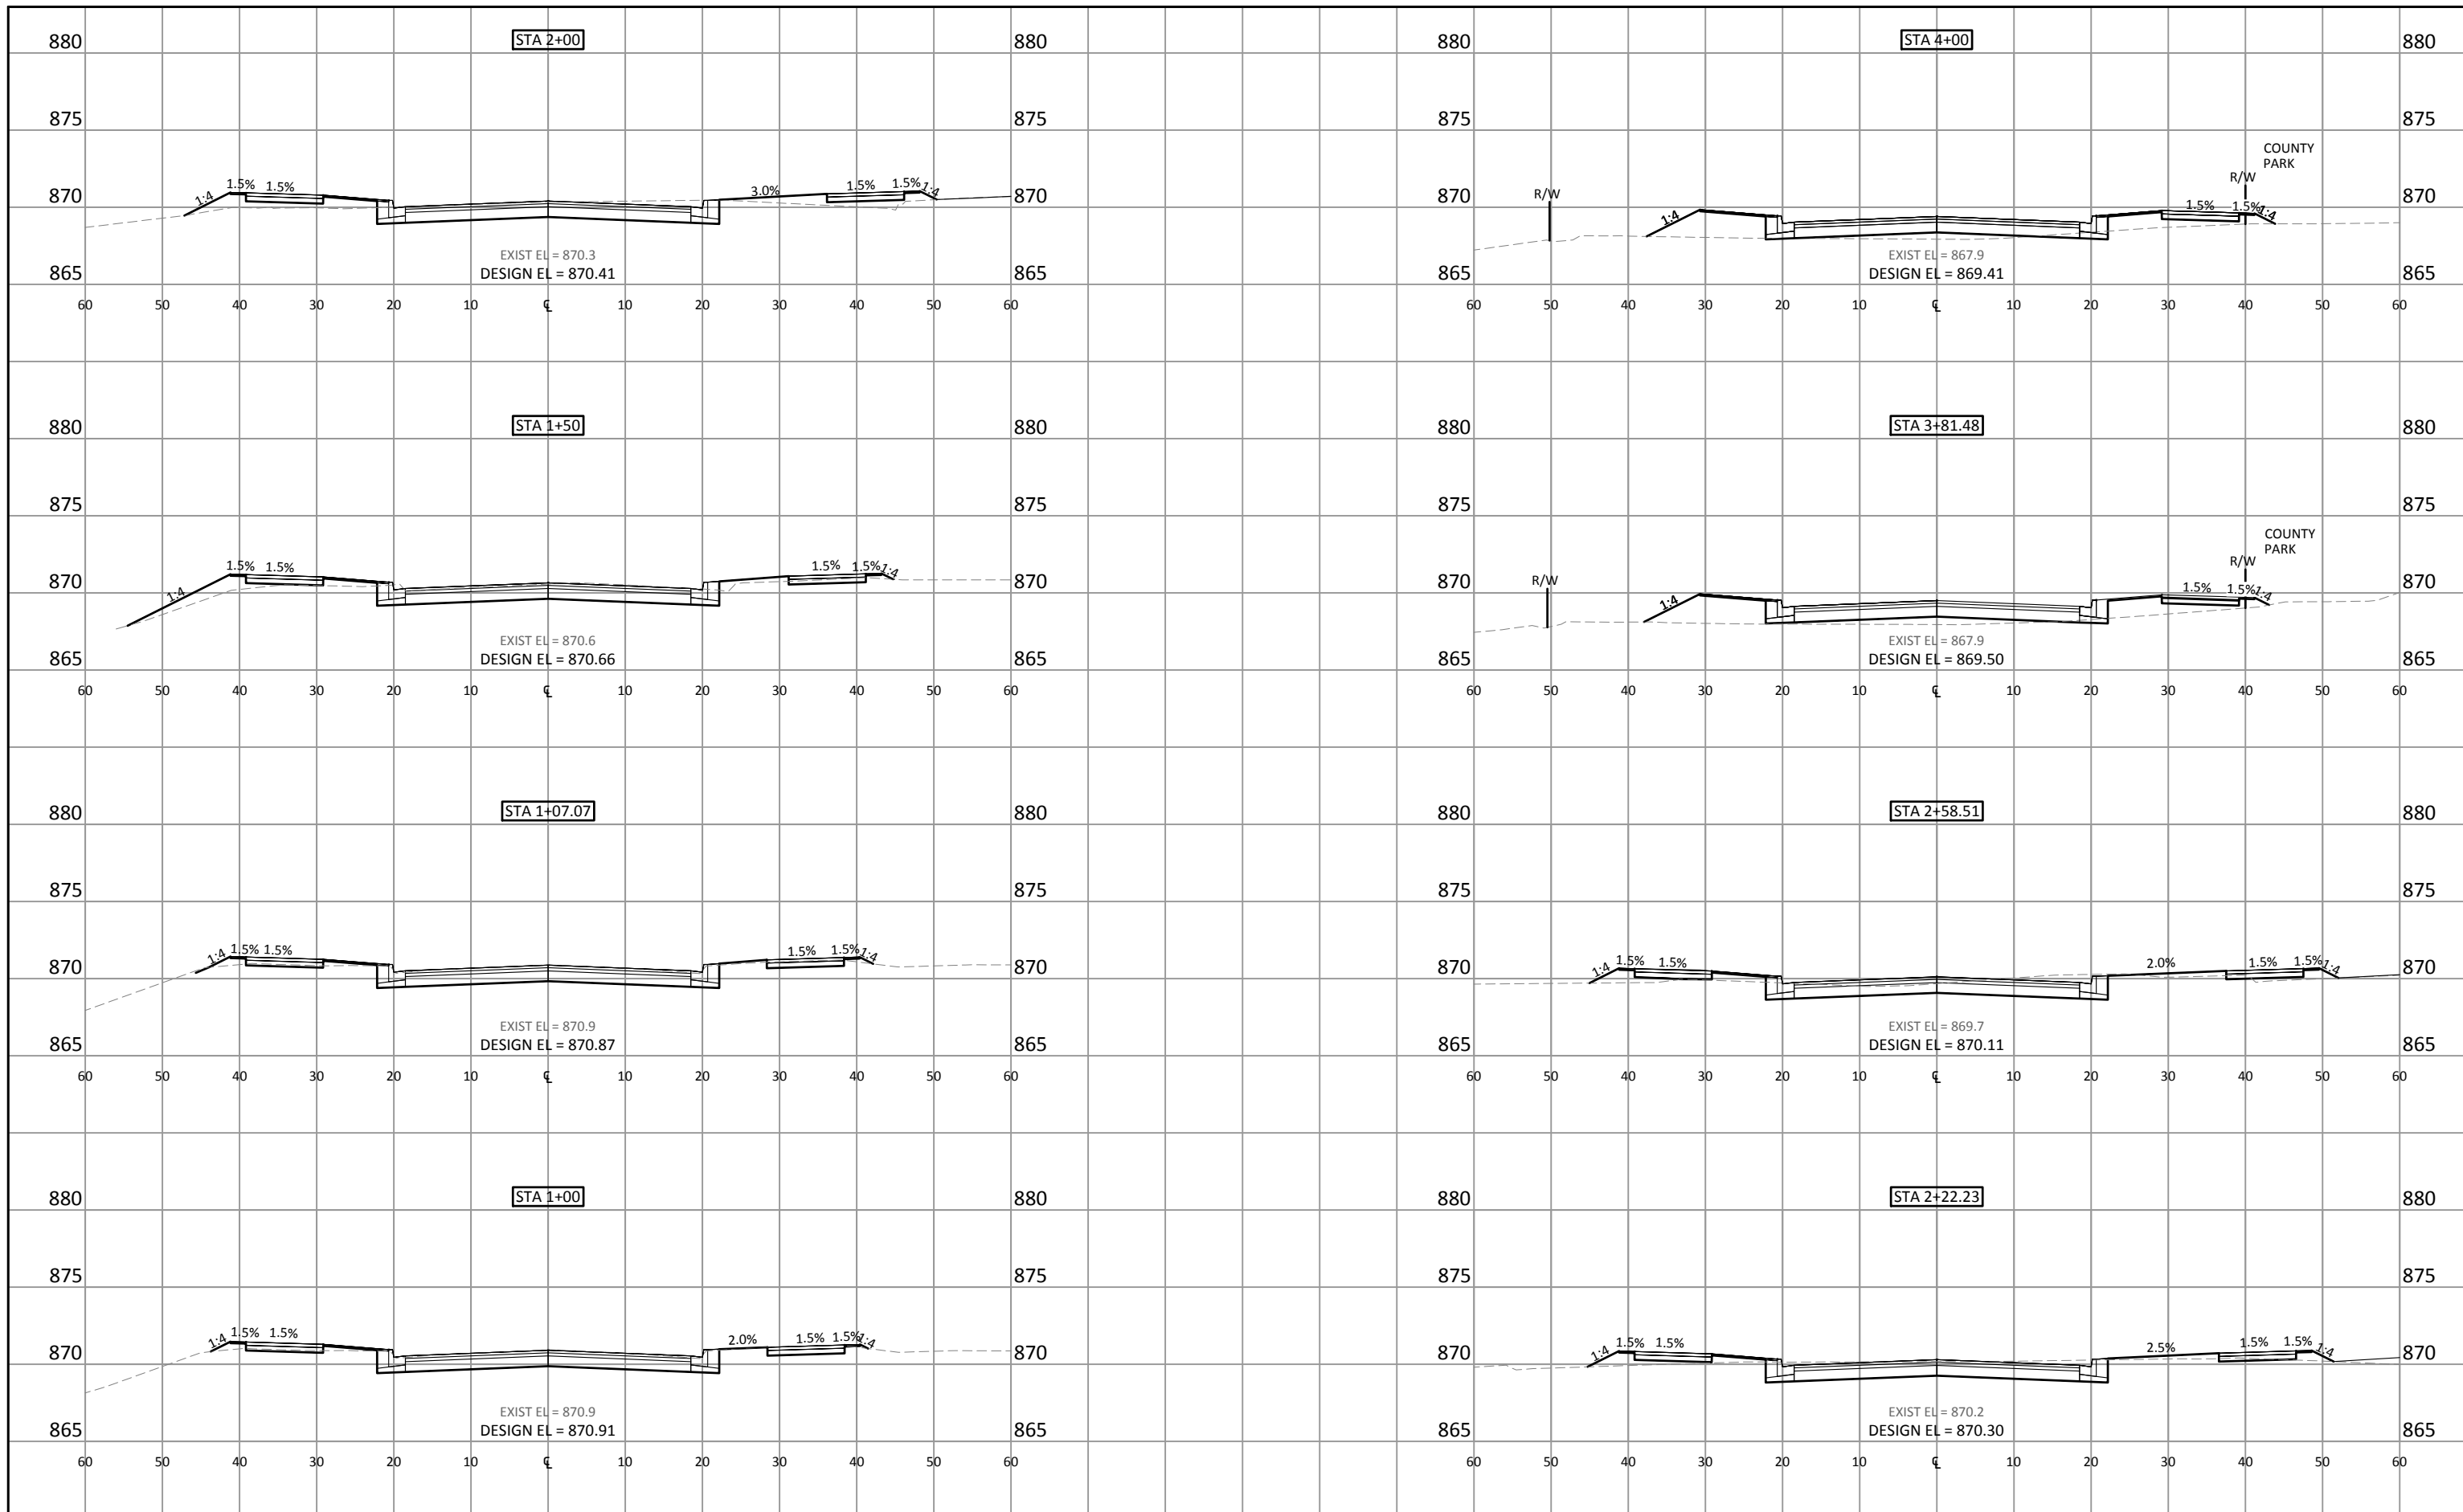 STA 2+00
880 880
875 875
1:4 1.5% 1.5% 3.0% 1.5% 1.5% 1:4
870 870
EXIST EL = 870.3
DESIGN EL = 870.41
865 865
60 50 40 30 20 10 ℄ 10 20 30 40 50 60
STA 1+50
880 880
875 875
1:4 1.5% 1.5% 1.5% 1.5% 1:4
870 870
EXIST EL = 870.6
DESIGN EL = 870.66
865 865
60 50 40 30 20 10 ℄ 10 20 30 40 50 60
STA 1+07.07
880 880
875 875
1:4 1.5% 1.5% 1.5% 1.5% 1:4
870 870
EXIST EL = 870.9
DESIGN EL = 870.87
865 865
60 50 40 30 20 10 ℄ 10 20 30 40 50 60
STA 1+00
880 880
875 875
1:4 1.5% 1.5% 2.0% 1.5% 1.5% 1:4
870 870
EXIST EL = 870.9
DESIGN EL = 870.91
865 865
60 50 40 30 20 10 ℄ 10 20 30 40 50 60
STA 4+00
880 880
875 875
COUNTY
PARK
R/W R/W
1:4 1.5% 1.5% 1:4
870 870
EXIST EL = 867.9
DESIGN EL = 869.41
865 865
60 50 40 30 20 10 ℄ 10 20 30 40 50 60
STA 3+81.48
880 880
875 875
COUNTY
PARK
R/W R/W
1:4 1.5% 1.5% 1:4
870 870
EXIST EL = 867.9
DESIGN EL = 869.50
865 865
60 50 40 30 20 10 ℄ 10 20 30 40 50 60
STA 2+58.51
880 880
875 875
1:4 1.5% 1.5% 2.0% 1.5% 1.5% 1:4
870 870
EXIST EL = 869.7
DESIGN EL = 870.11
865 865
60 50 40 30 20 10 ℄ 10 20 30 40 50 60
STA 2+22.23
880 880
875 875
1:4 1.5% 1.5% 2.5% 1.5% 1.5% 1:4
870 870
EXIST EL = 870.2
DESIGN EL = 870.30
865 865
60 50 40 30 20 10 ℄ 10 20 30 40 50 60